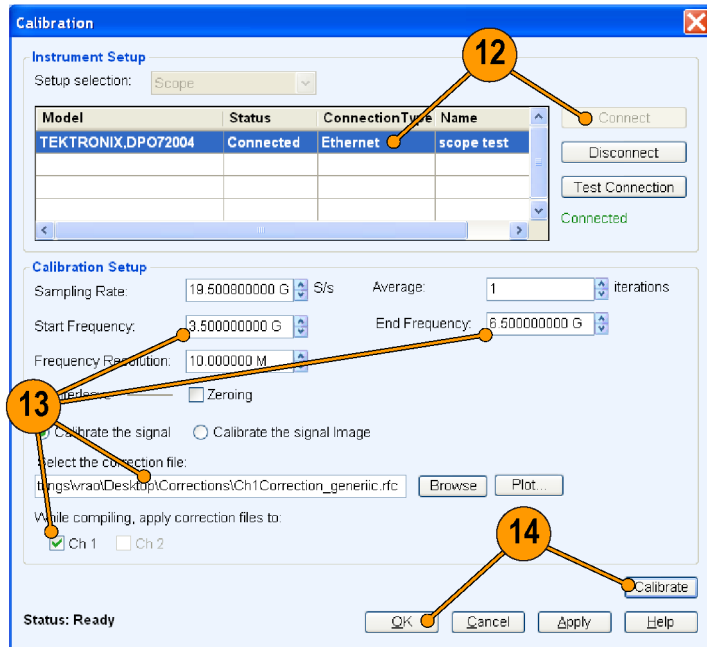 Calibration
Instrument Setup
Setup selection: Scope
12
Model Status ConnectionType Name
TEKTRONIX,DPO72004 Connected Ethernet scope test
Connect
Disconnect
Test Connection
Connected
Calibration Setup
Sampling Rate: 19.500800000 G S/s Average: 1 iterations
Start Frequency: 3.500000000 G End Frequency: 6.500000000 G
Frequency Resolution: 10.000000 M
13
Zeroing
Calibrate the signal Calibrate the signal Image
Select the correction file:
tings\vrao\Desktop\Corrections\Ch1Correction_generiic.rfc Browse Plot...
While compiling, apply correction files to:
Ch 1 Ch 2
14
Calibrate
Status: Ready OK Cancel Apply Help